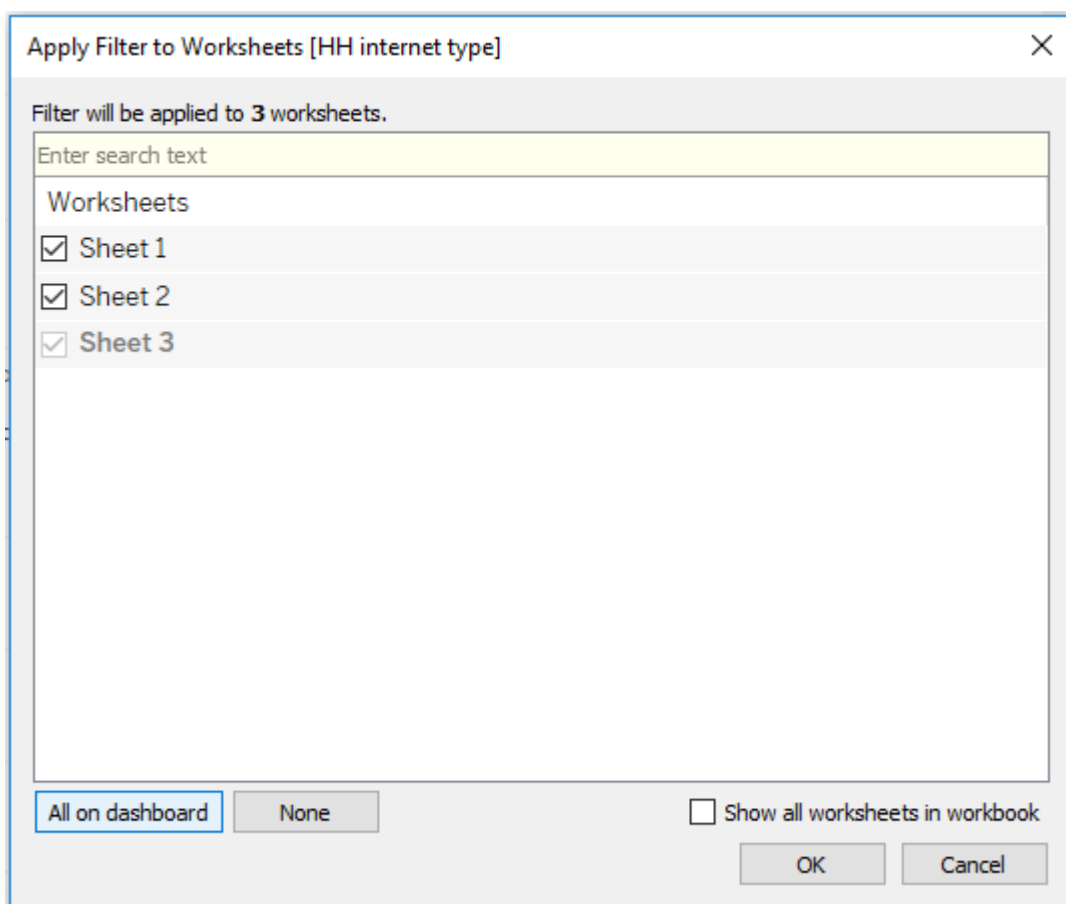 Apply Filter to Worksheets [HH internet type]
Filter will be applied to 3 worksheets.
Enter search text
Worksheets
Sheet 1
Sheet 2
Sheet 3
All on dashboard None Show all worksheets in workbook
OK Cancel